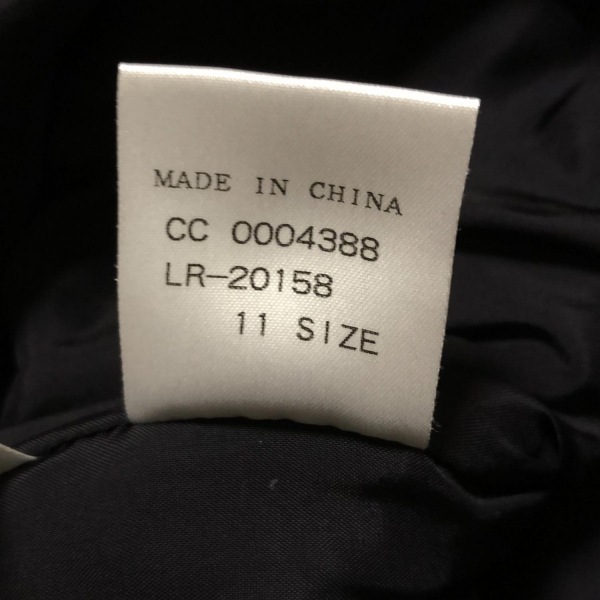 MADE IN CHINA
CC 0004388
LR-20158
11 SIZE